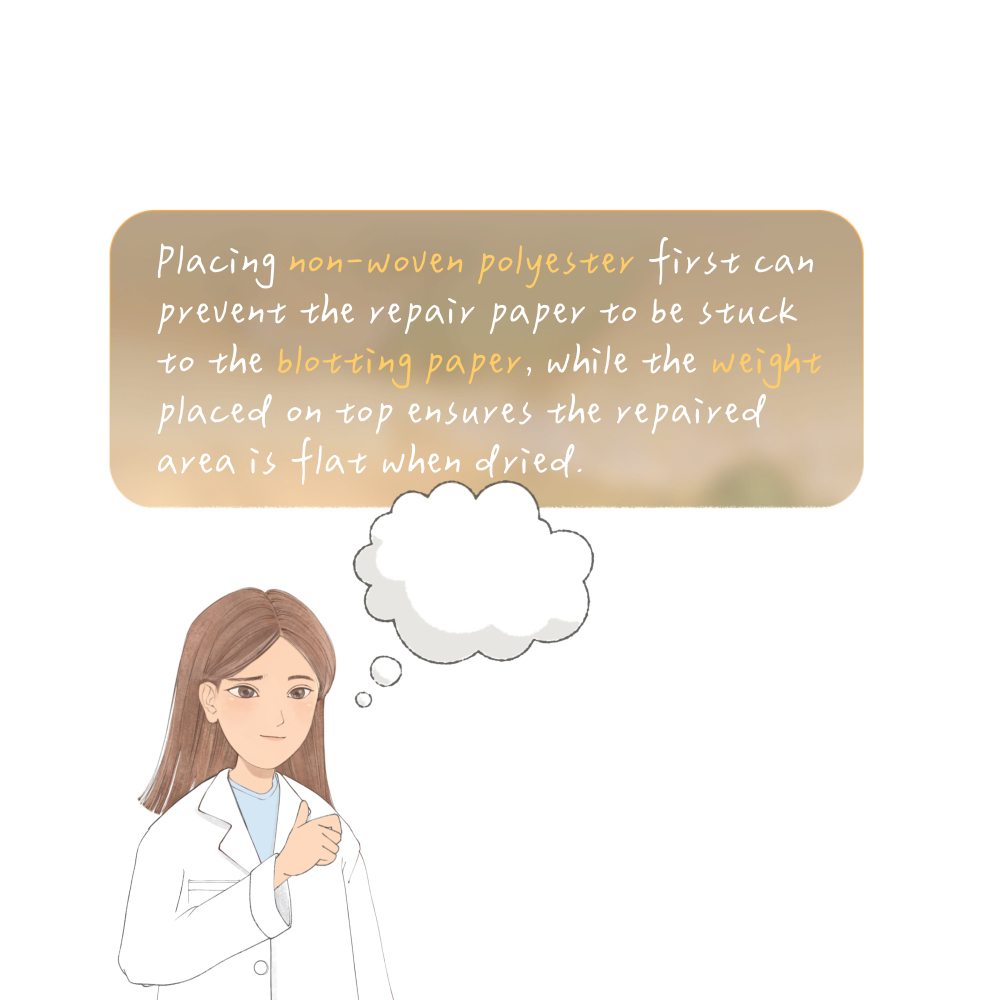 Placing non-woven polyester first can
prevent the repair paper to be stuck
to the blotting paper, while the weight
placed on top ensures the repaired
area is flat when dried.